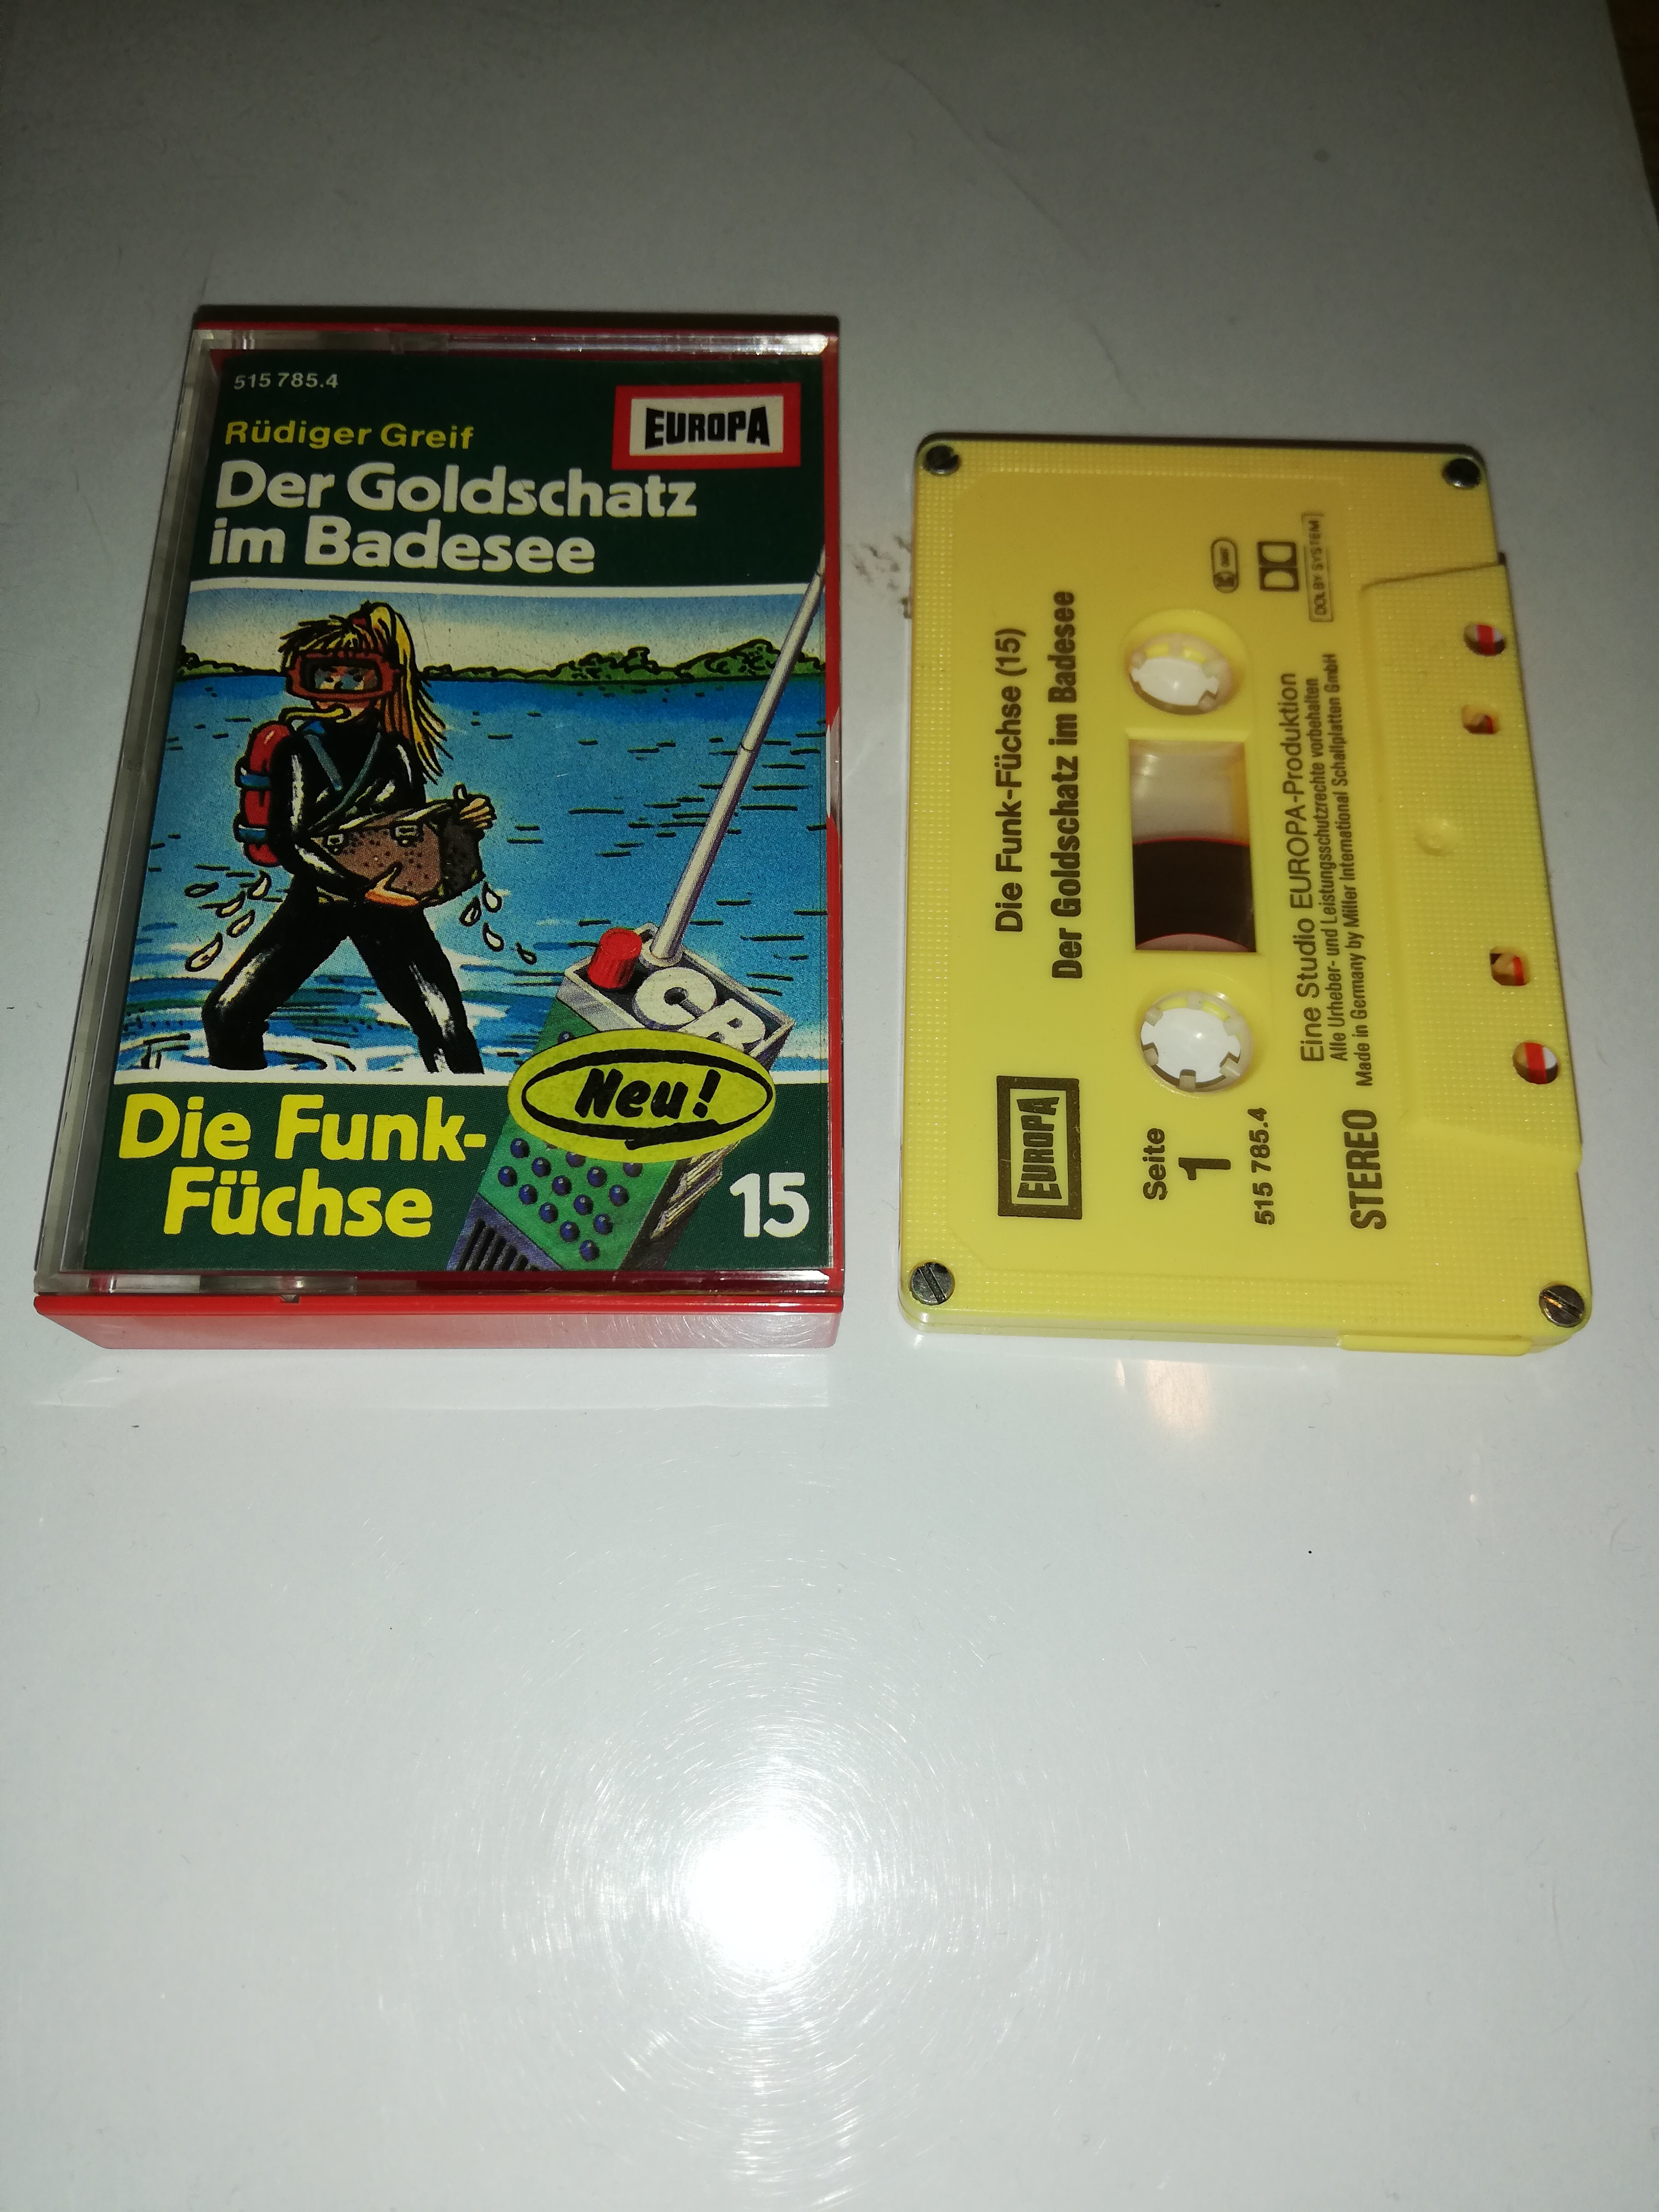 515 785.4
EUROPA
Rüdiger Greif
Der Goldschatz
im Badesee
CB
Neu!
Die Funk-
Füchse
15
Die Funk-Füchse (15)
Der Goldschatz im Badesee
EUROPA
Seite
1
515 785.4
DOLBY SYSTEM
Eine Studio EUROPA-Produktion
Alle Urheber- und Leistungsschutzrechte vorbehalten
Made in Germany by Miller International Schallplatten GmbH
STEREO